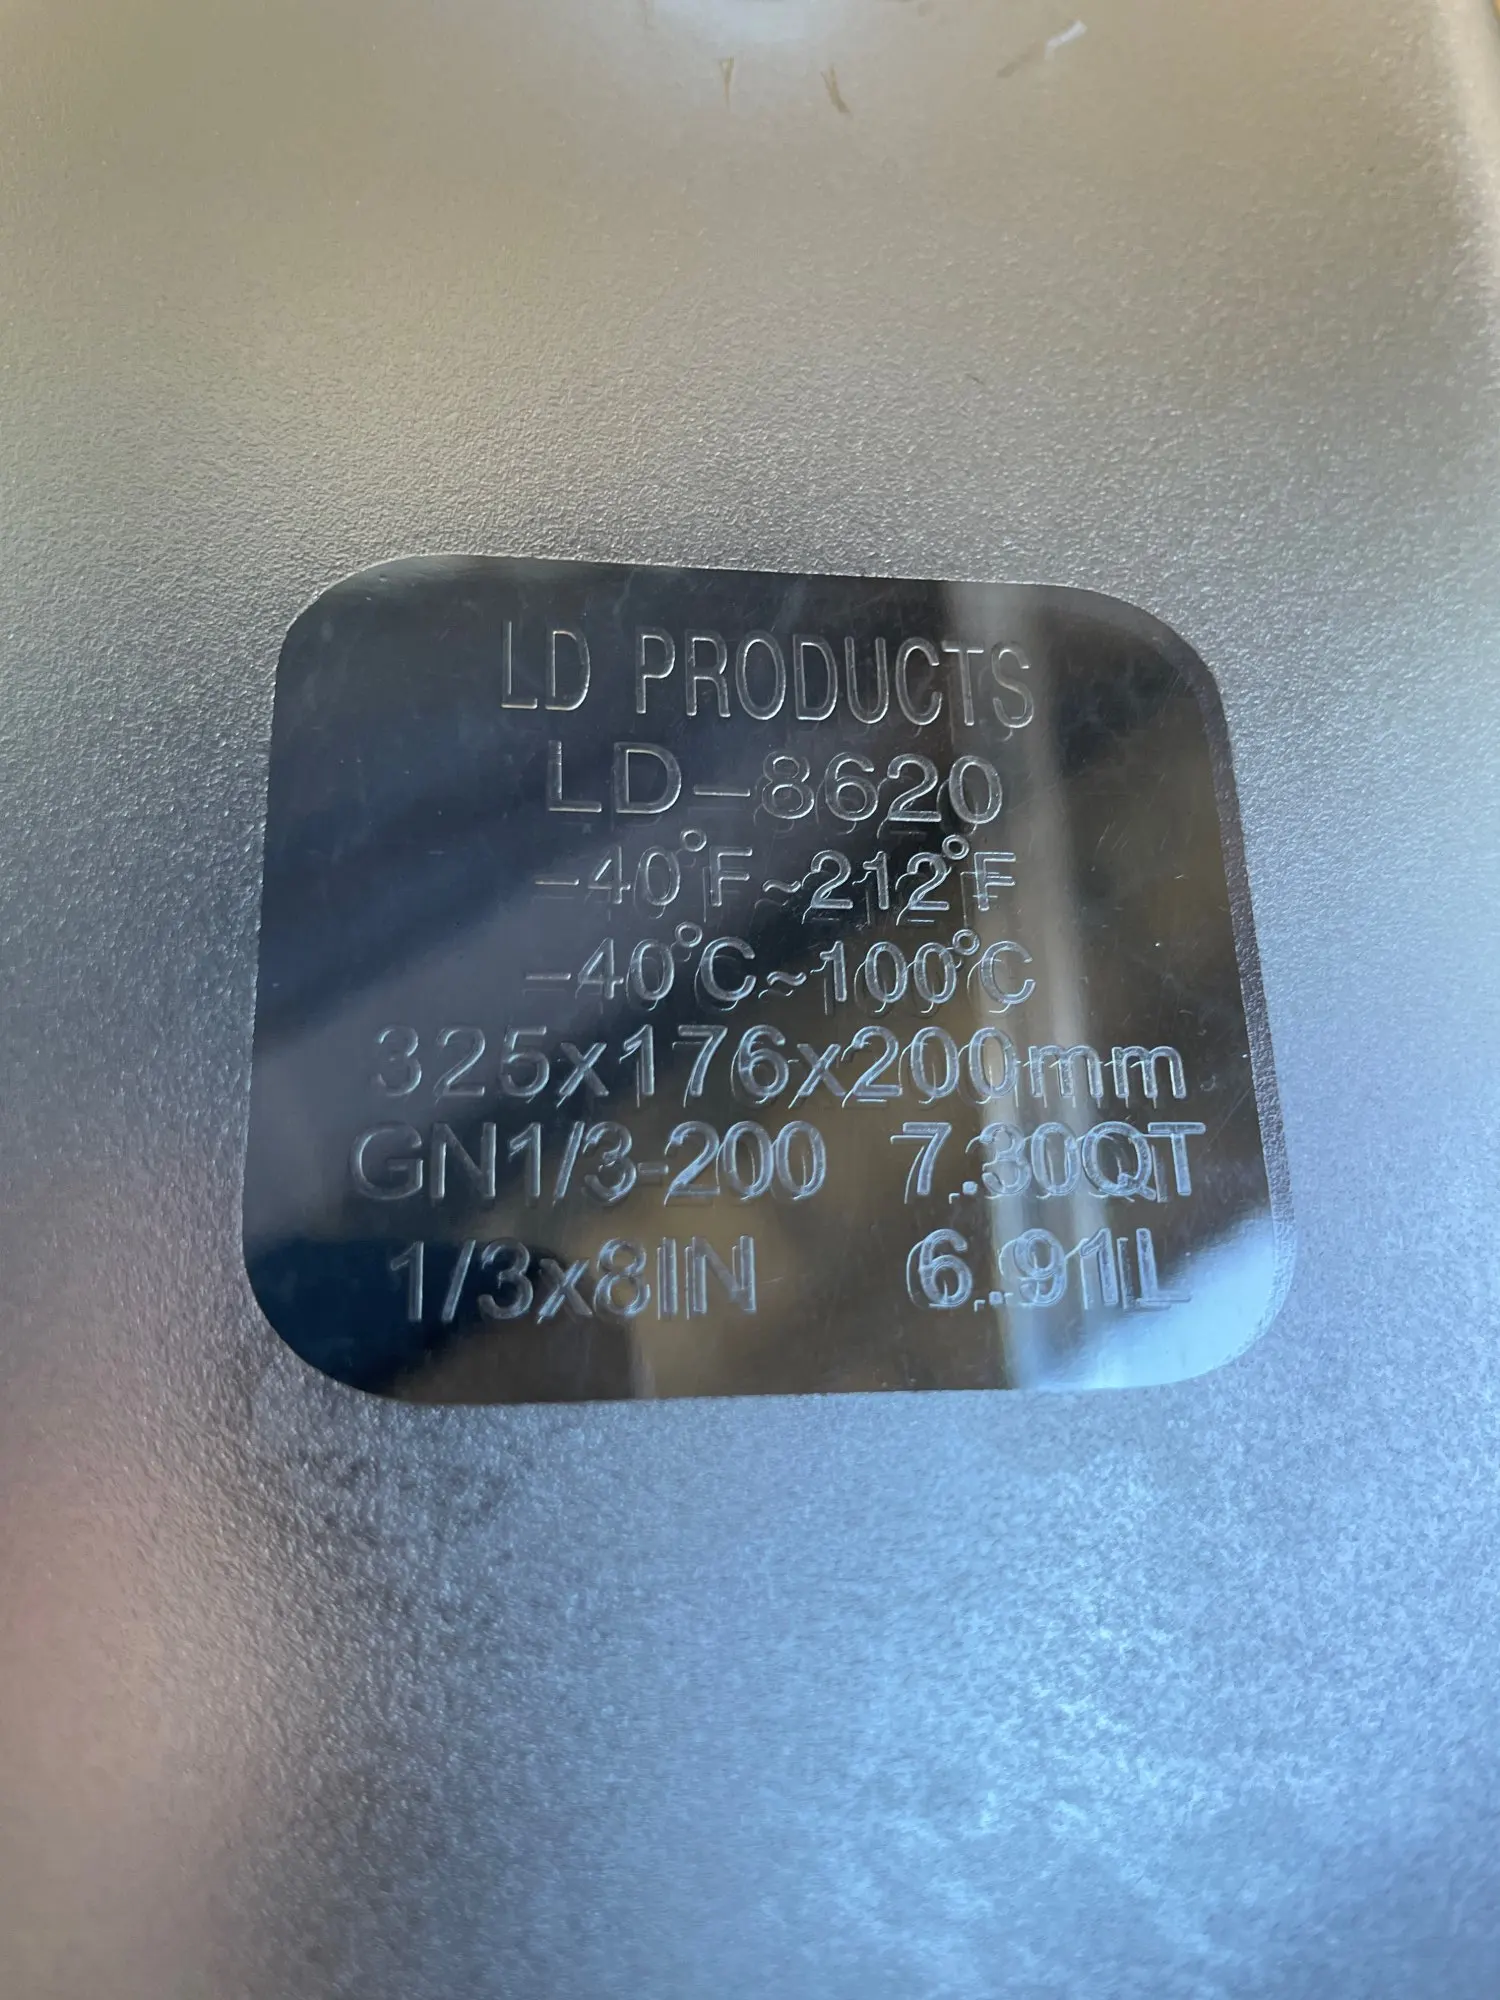 LD PRODUCTS
LD-8620
-40°F~212°F
-40°C~100°C
325x176x200mm
GN1/3-200 7.30QT
1/3x8IN 6.91L